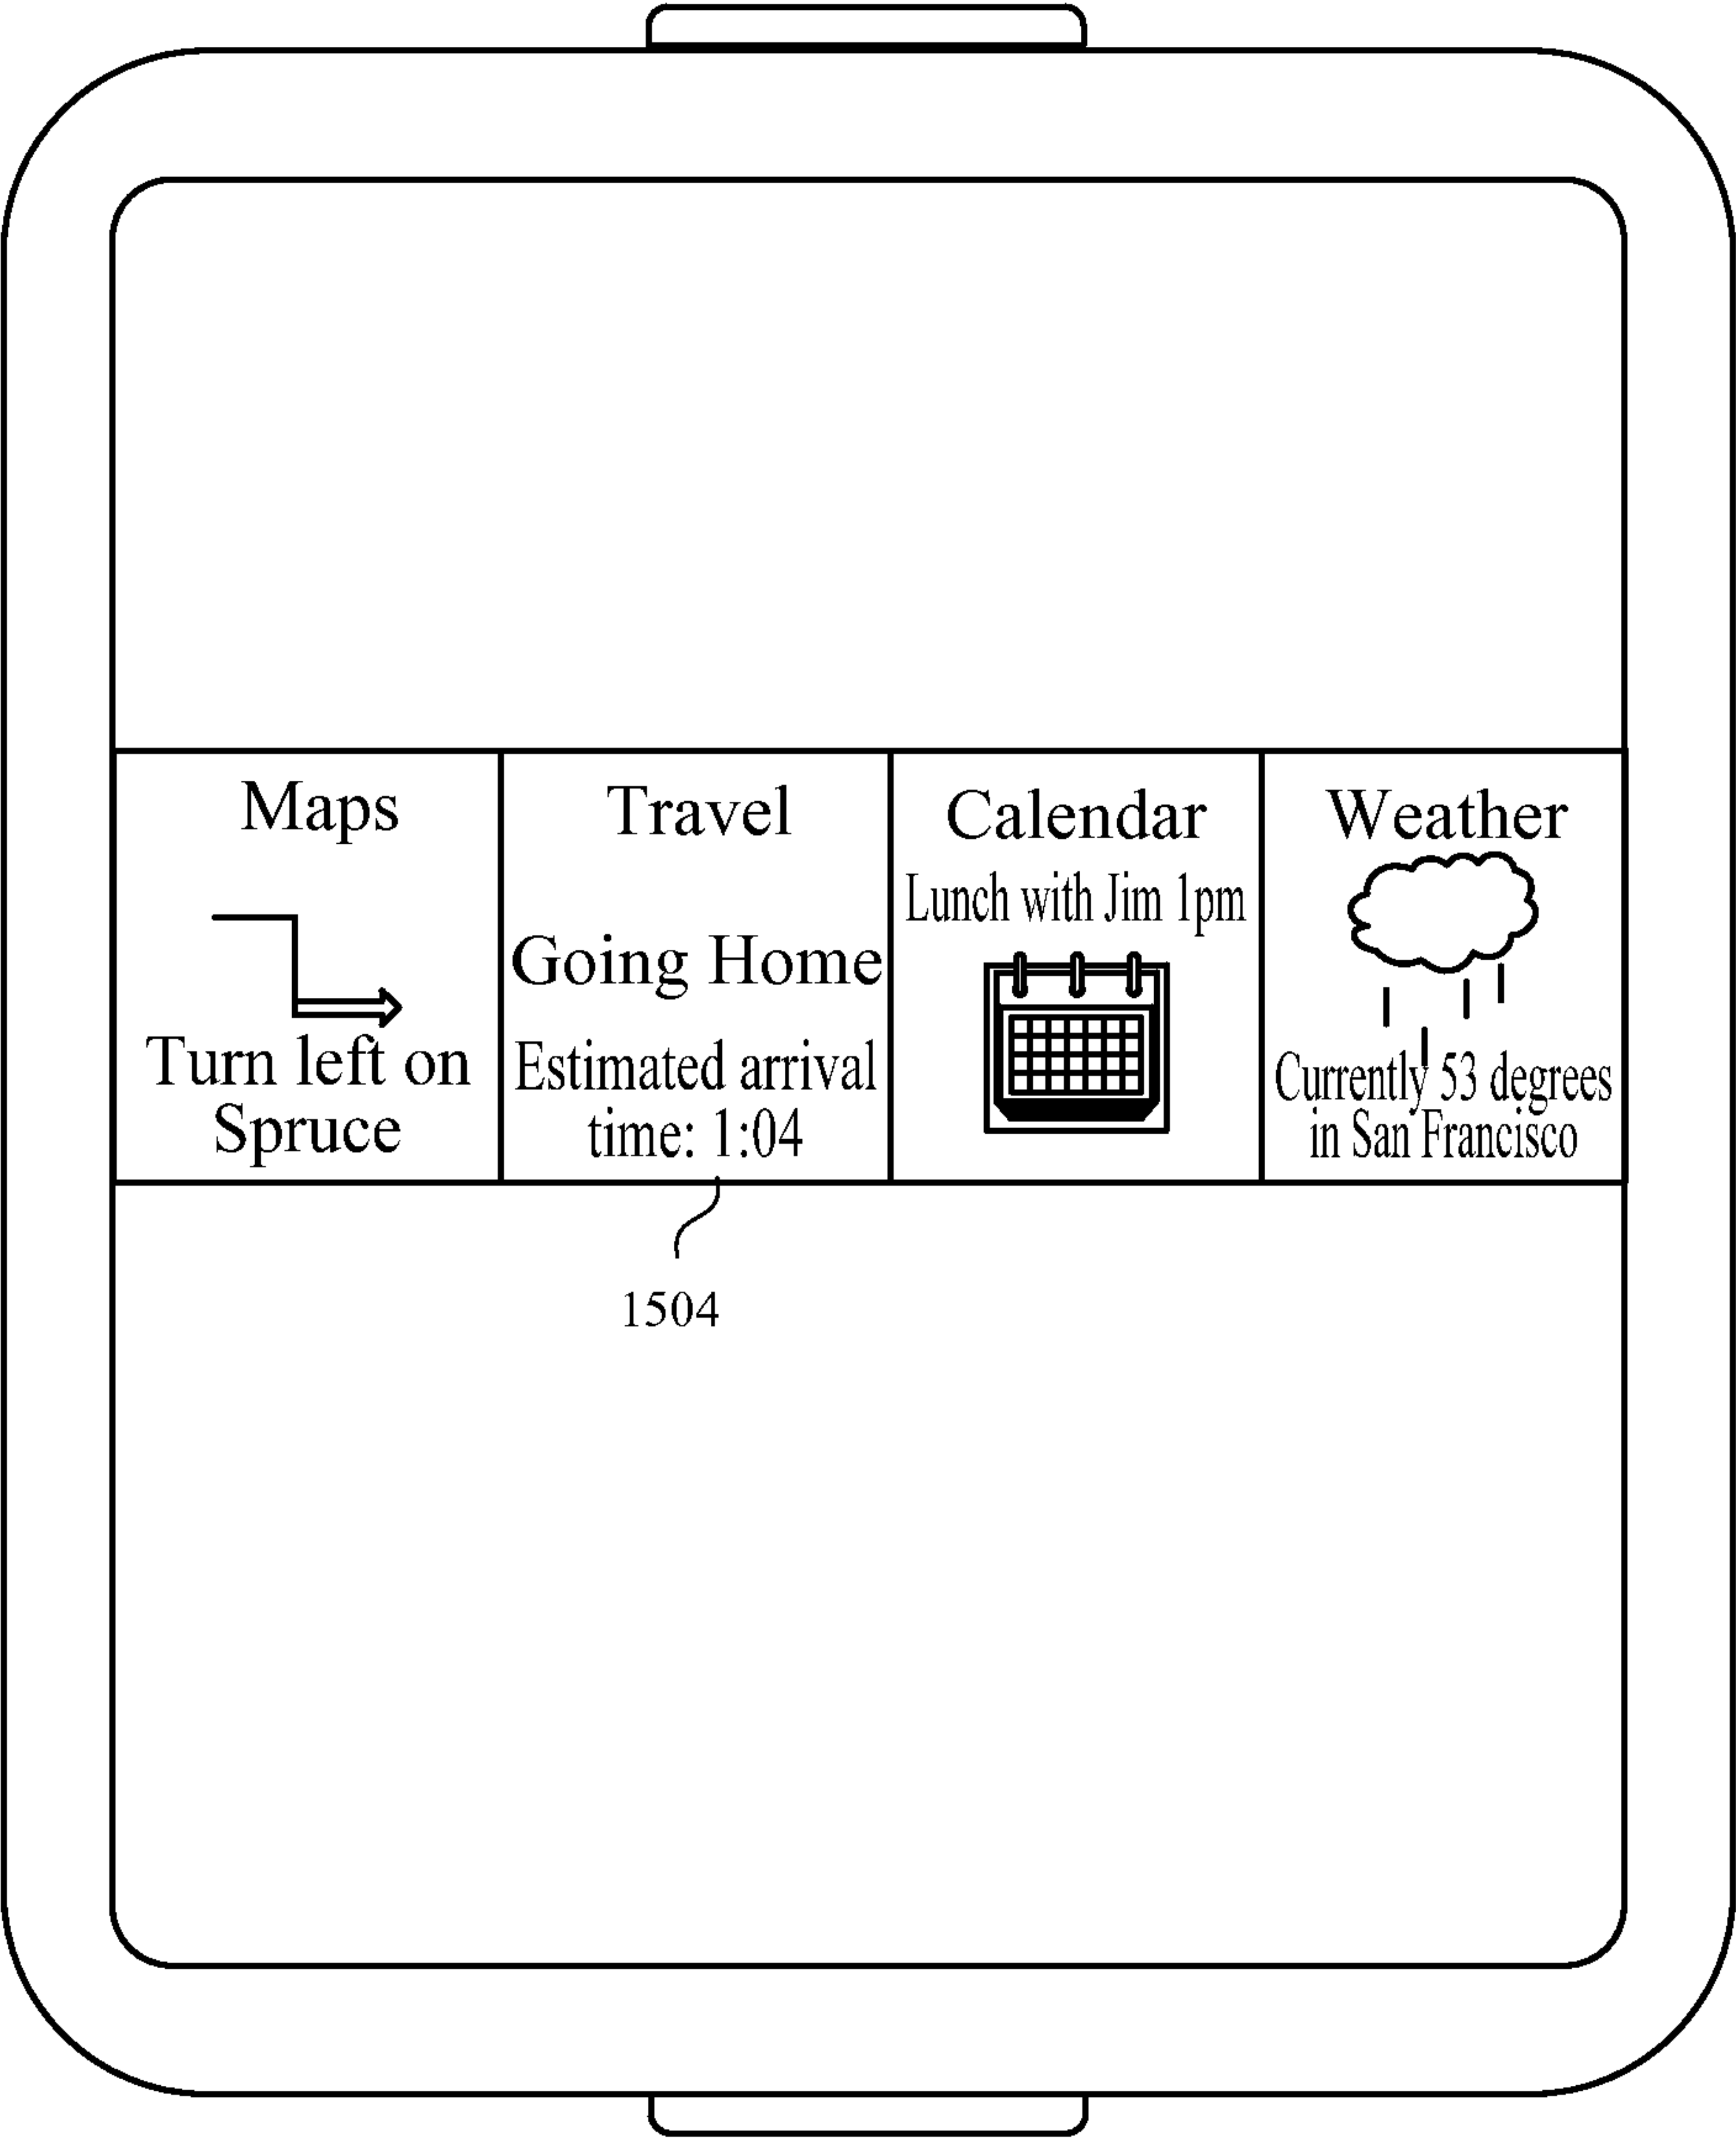 Maps
Turn left on
Spruce
Travel
Going Home
Estimated arrival
time: 1:04
Calendar
Lunch with Jim 1pm
Weather
Currently 53 degrees
in San Francisco
1504